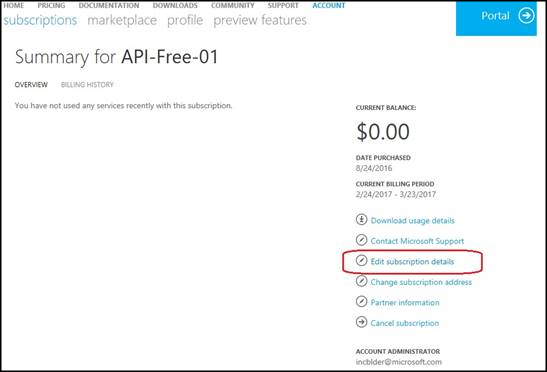 HOME PRICING DOCUMENTATION DOWNLOADS COMMUNITY SUPPORT ACCOUNT
subscriptions marketplace profile preview features
Portal
Summary for API-Free-01
OVERVIEW BILLING HISTORY
You have not used any services recently with this subscription.
CURRENT BALANCE:
$0.00
DATE PURCHASED
8/24/2016
CURRENT BILLING PERIOD
2/24/2017 - 3/23/2017
Download usage details
Contact Microsoft Support
Edit subscription details
Change subscription address
Partner information
Cancel subscription
ACCOUNT ADMINISTRATOR
incblder@microsoft.com